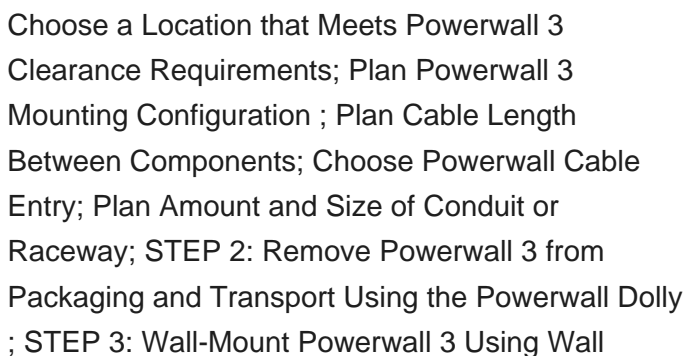 Choose a Location that Meets Powerwall 3
Clearance Requirements; Plan Powerwall 3
Mounting Configuration ; Plan Cable Length
Between Components; Choose Powerwall Cable
Entry; Plan Amount and Size of Conduit or
Raceway; STEP 2: Remove Powerwall 3 from
Packaging and Transport Using the Powerwall Dolly
; STEP 3: Wall-Mount Powerwall 3 Using Wall